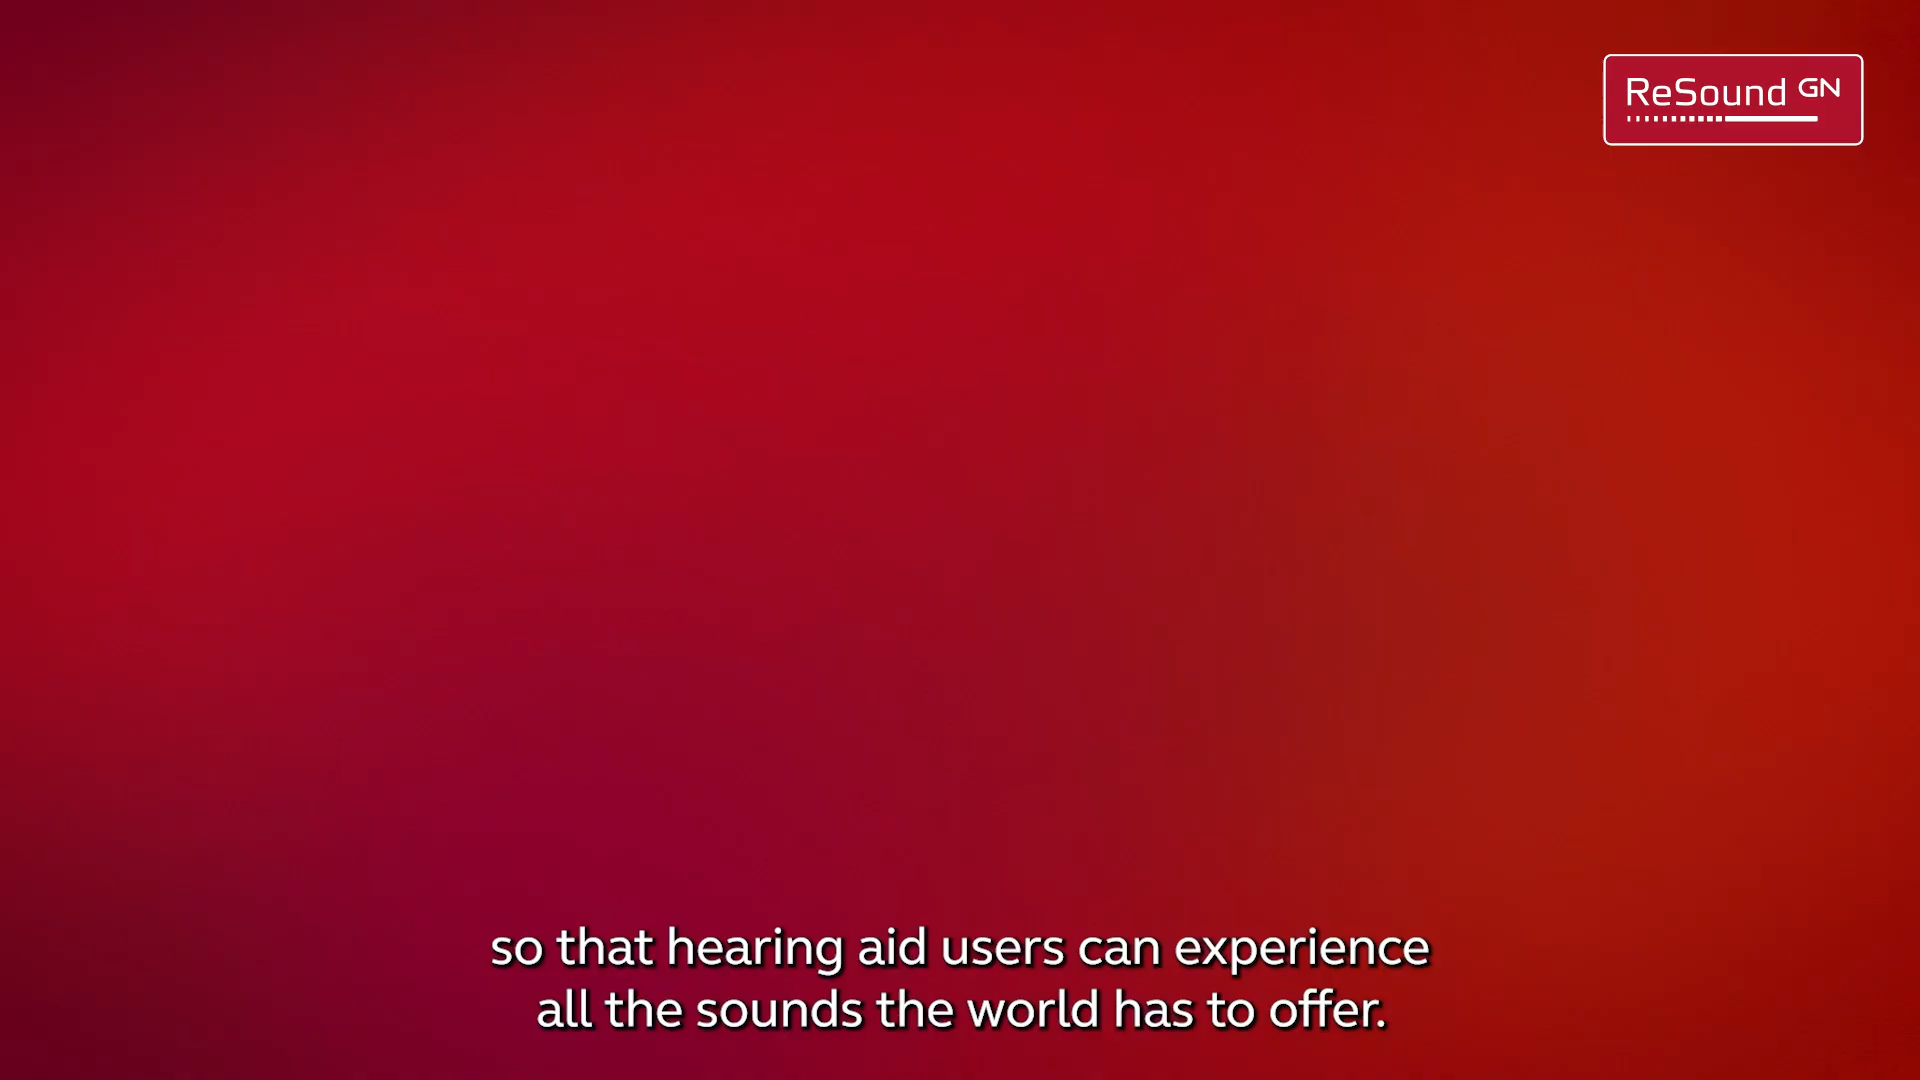 ReSound GN
so that hearing aid users can experience
all the sounds the world has to offer.